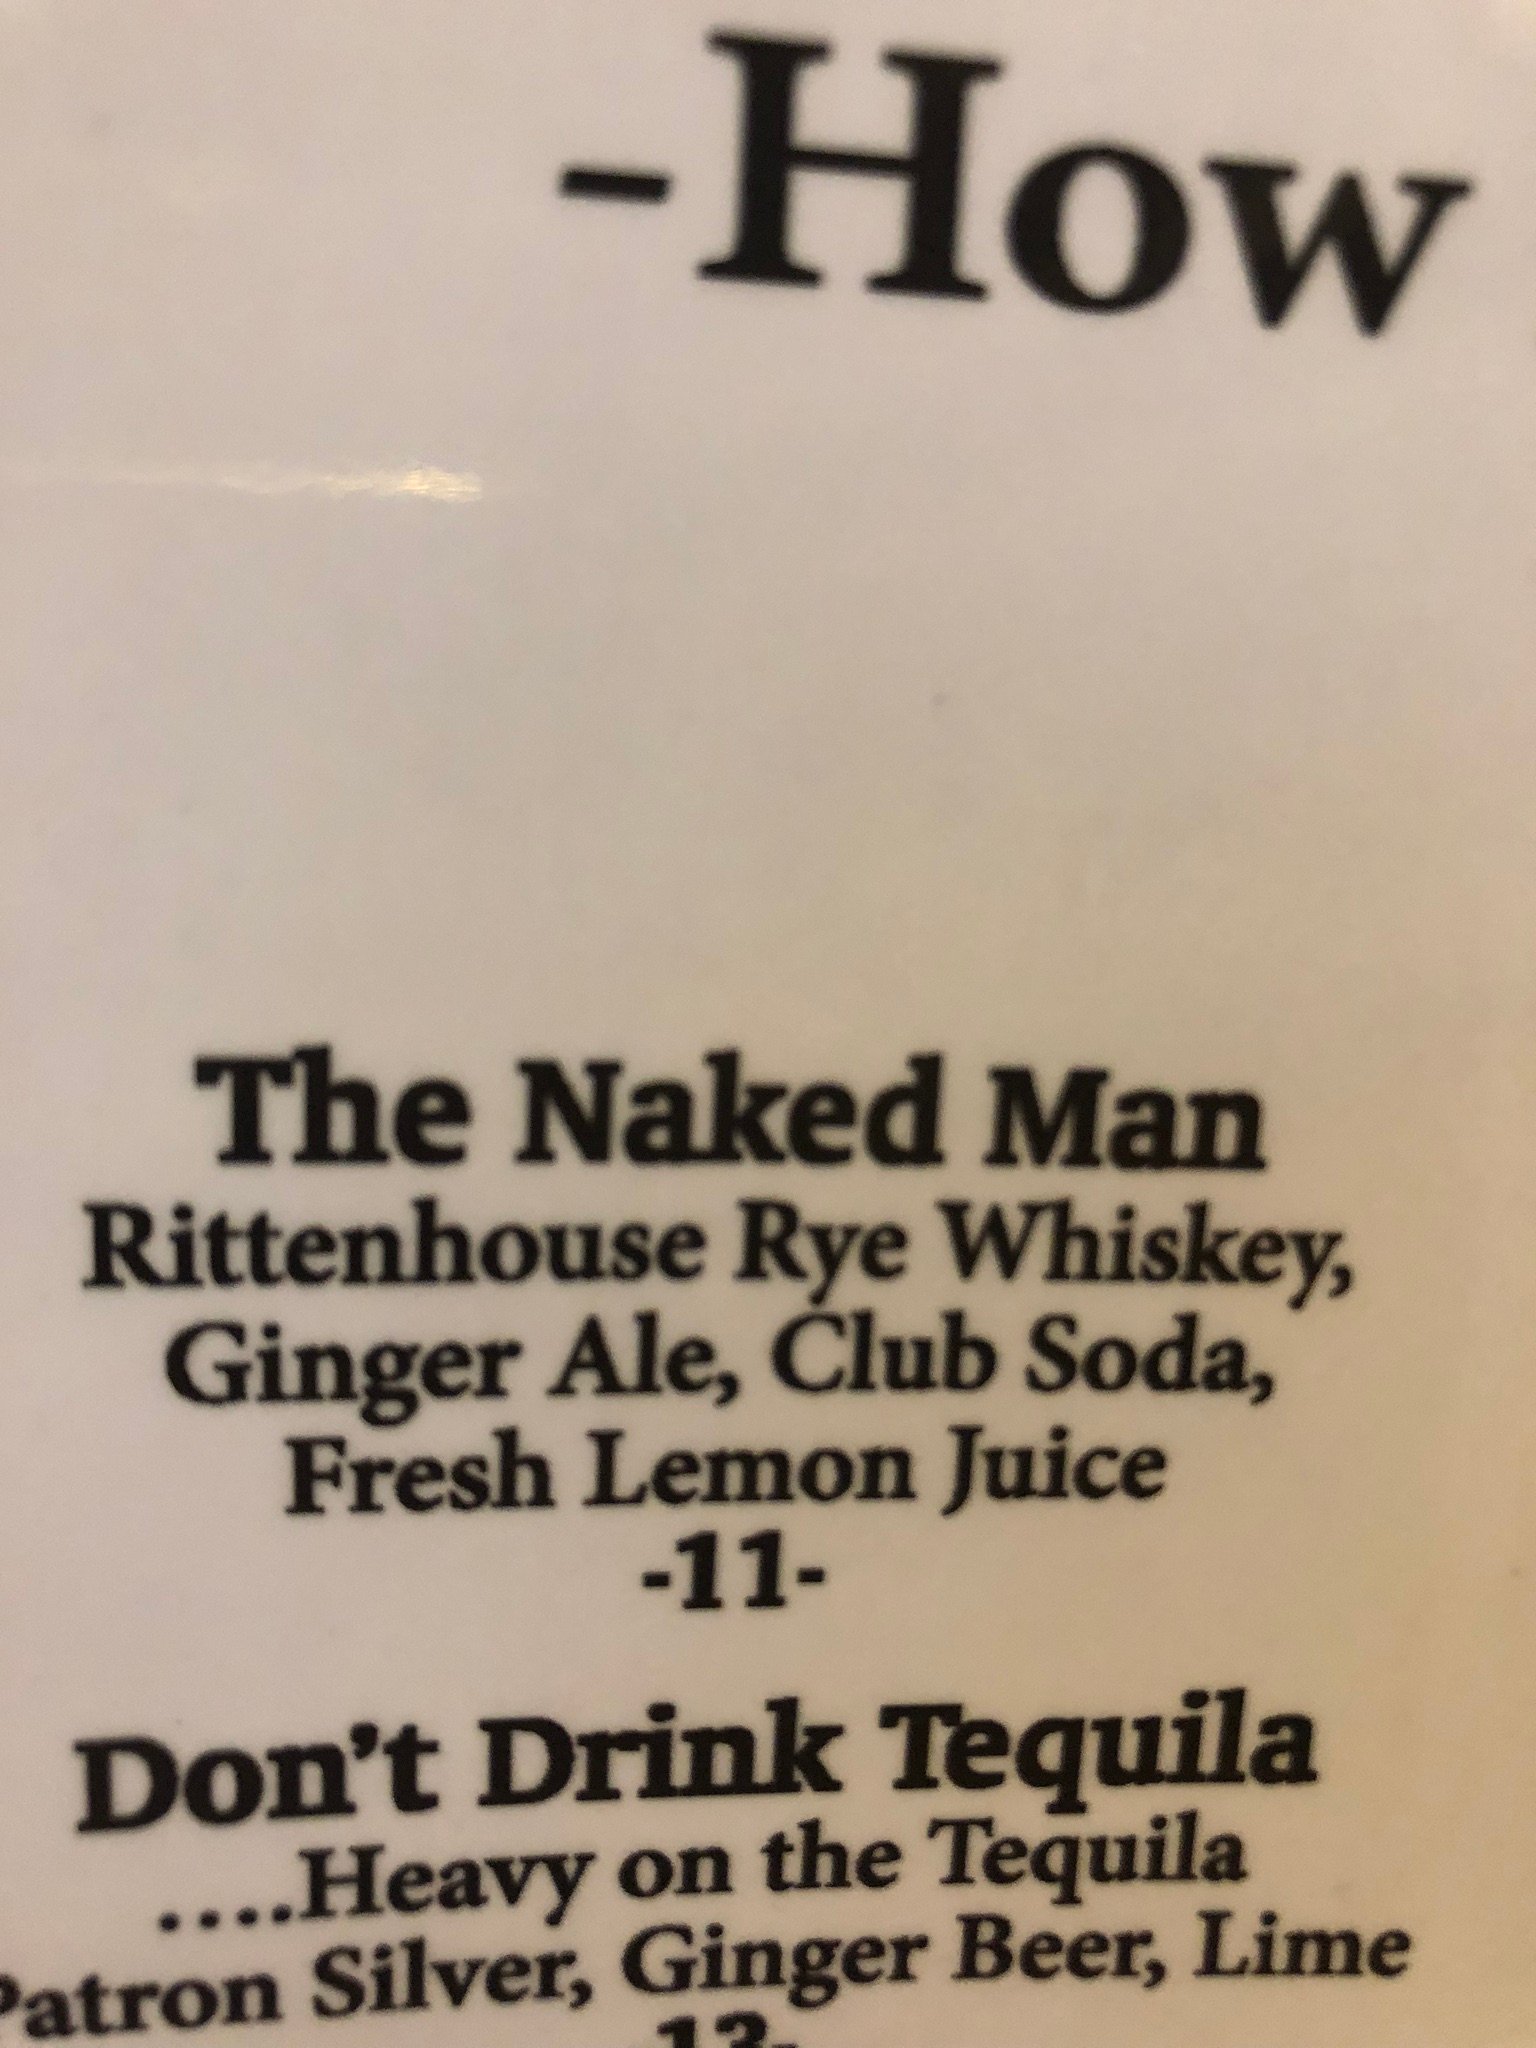 -How
The Naked Man
Rittenhouse Rye Whiskey,
Ginger Ale, Club Soda,
Fresh Lemon Juice
-11-
Don't Drink Tequila
....Heavy on the Tequila
Patron Silver, Ginger Beer, Lime
-13-